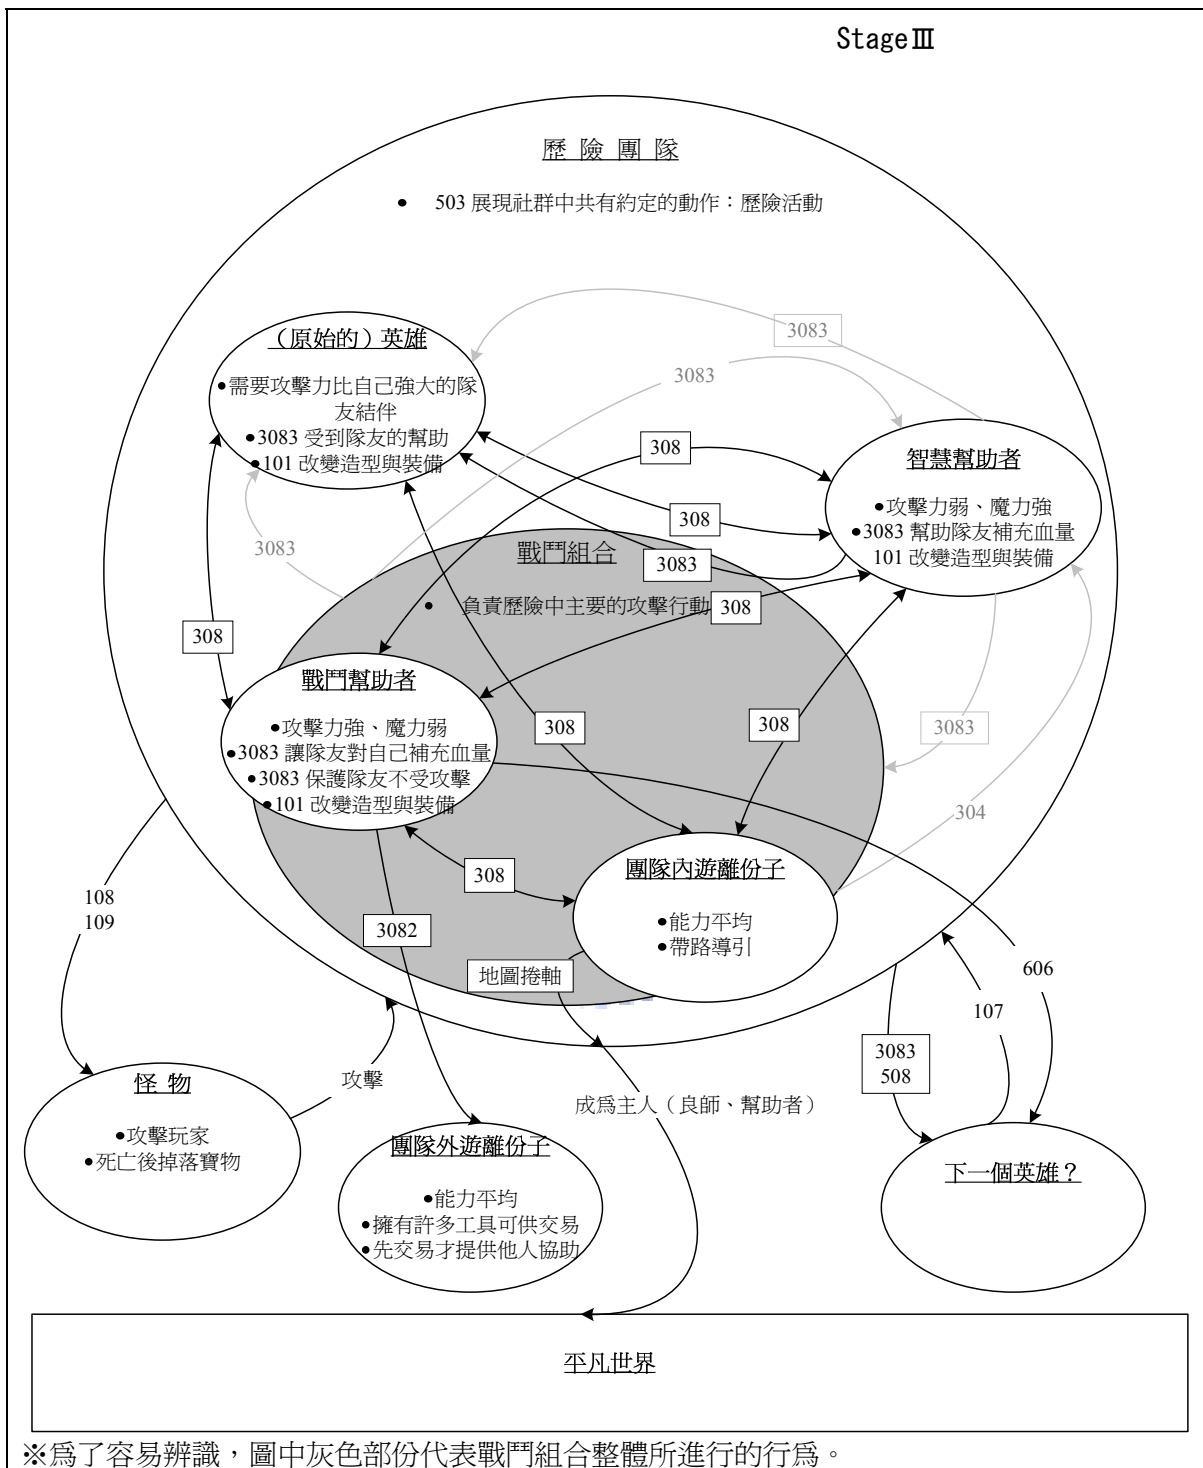 StageⅢ
歷 險 團 隊
● 503 展現社群中共有約定的動作：歷險活動
3083
（原始的）英雄
●需要攻擊力比自己強大的隊
友結伴
●3083 受到隊友的幫助
●101 改變造型與裝備
3083
308
智慧幫助者
●攻擊力弱、魔力強
●3083 幫助隊友補充血量
101 改變造型與裝備
308
3083
3083
戰鬥組合
● 負責歷險中主要的攻擊行動
308
308
戰鬥幫助者
●攻擊力強、魔力弱
●3083 讓隊友對自己補充血量
●3083 保護隊友不受攻擊
●101 改變造型與裝備
308
308
3083
304
308
團隊內遊離份子
●能力平均
●帶路導引
108
109
3082
地圖捲軸
606
107
3083
508
怪 物
●攻擊玩家
●死亡後掉落寶物
攻擊
成爲主人（良師、幫助者）
團隊外遊離份子
●能力平均
●擁有許多工具可供交易
●先交易才提供他人協助
下一個英雄？
平凡世界
※爲了容易辨識，圖中灰色部份代表戰鬥組合整體所進行的行爲。